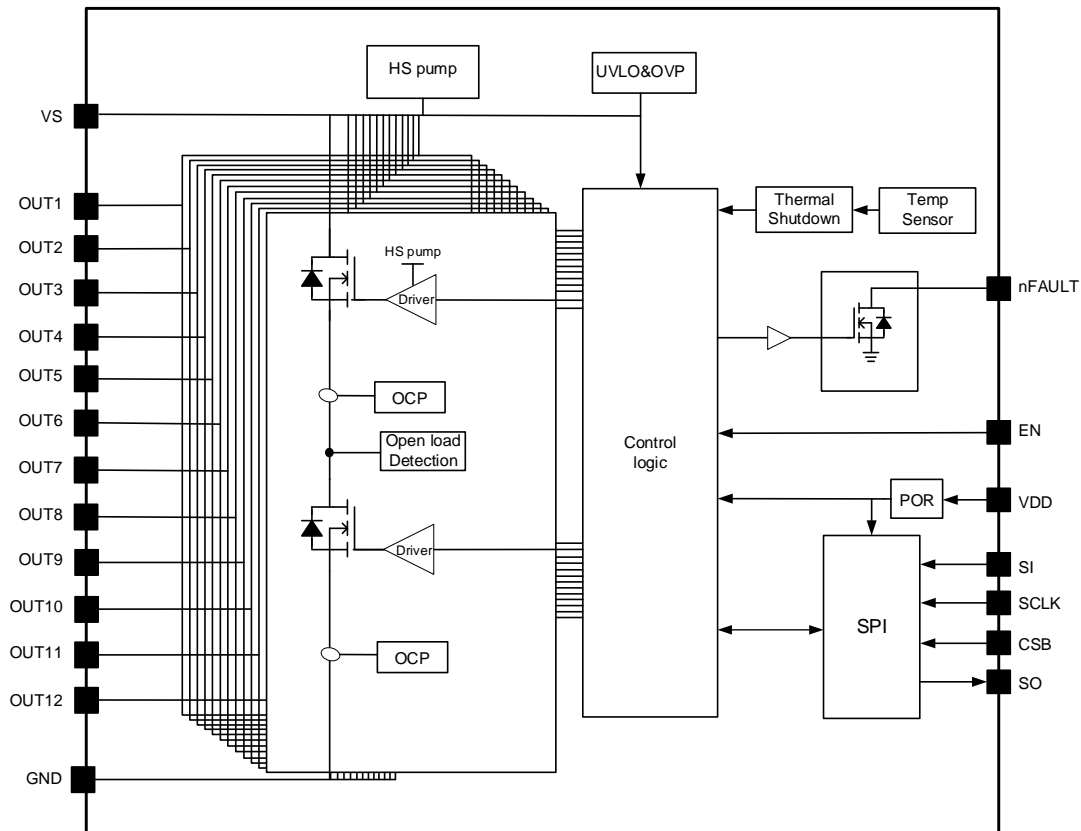 HS pump
UVLO&OVP
VS
OUT1
OUT2
OUT3
OUT4
OUT5
OUT6
OUT7
OUT8
OUT9
OUT10
OUT11
OUT12
GND
HS pump
Driver
OCP
Open load
Detection
Driver
OCP
Control
logic
Thermal
Shutdown
Temp
Sensor
nFAULT
EN
POR
VDD
SPI
SI
SCLK
CSB
SO